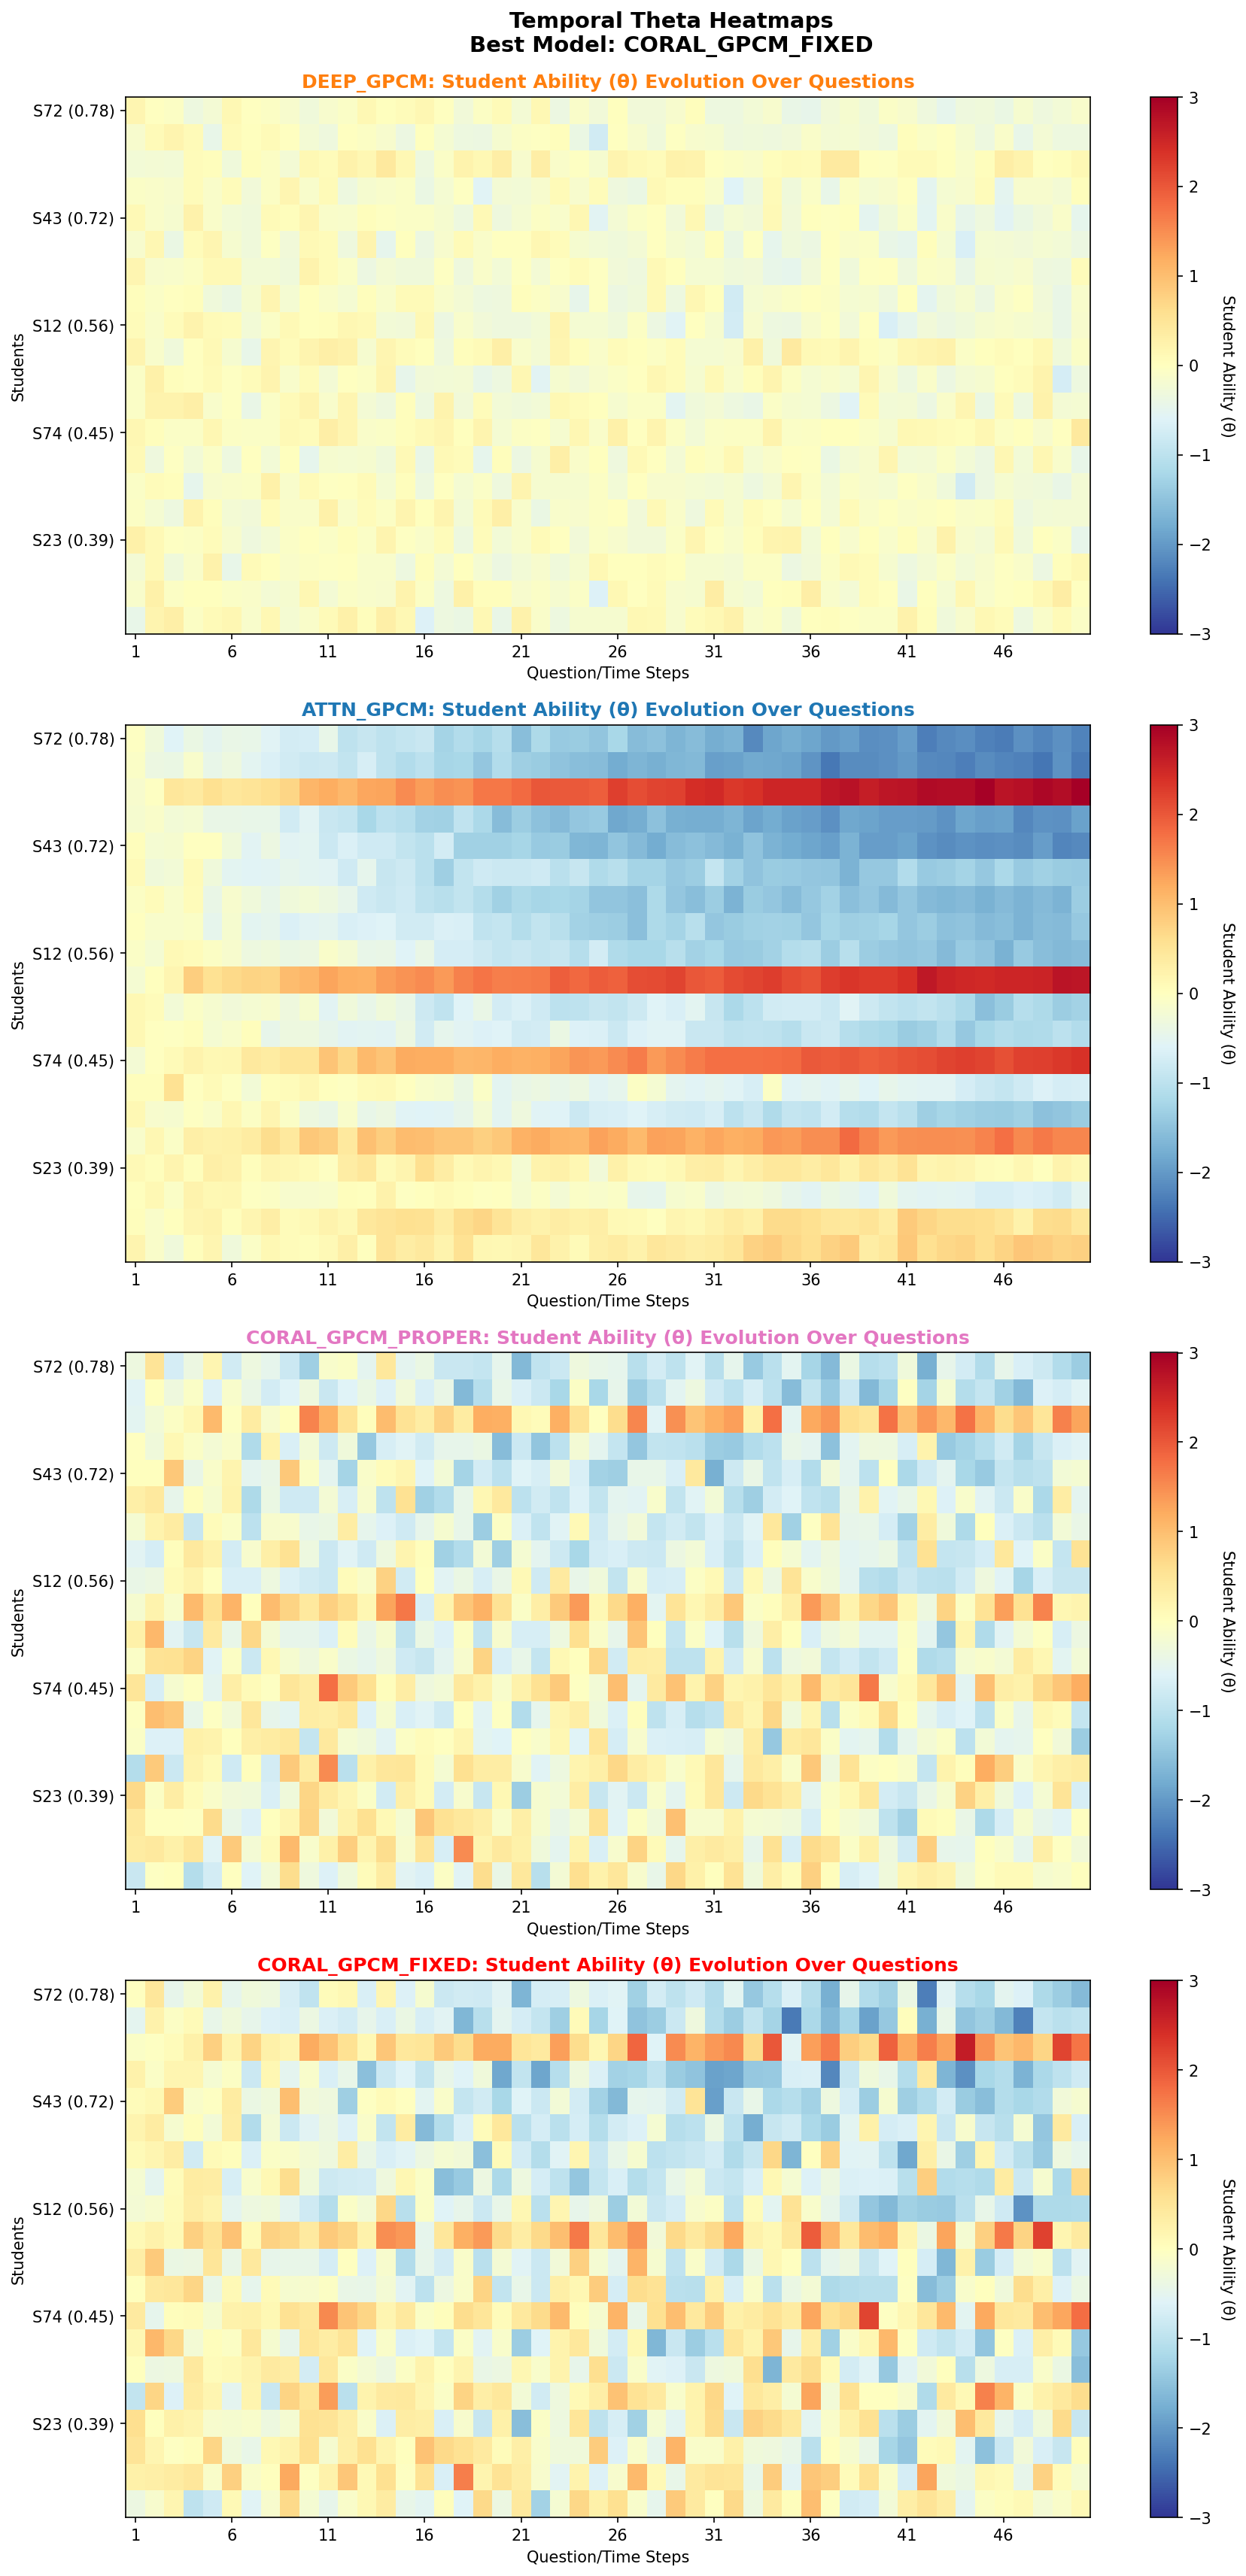 Temporal Theta Heatmaps
Best Model: CORAL_GPCM_FIXED
DEEP_GPCM: Student Ability (θ) Evolution Over Questions
S72 (0.78)
S43 (0.72)
S12 (0.56)
S74 (0.45)
S23 (0.39)
Students
1 6 11 16 21 26 31 36 41 46
Question/Time Steps
3
2
1
0
−1
−2
−3
Student Ability (θ)
ATTN_GPCM: Student Ability (θ) Evolution Over Questions
S72 (0.78)
S43 (0.72)
S12 (0.56)
S74 (0.45)
S23 (0.39)
Students
1 6 11 16 21 26 31 36 41 46
Question/Time Steps
3
2
1
0
−1
−2
−3
Student Ability (θ)
CORAL_GPCM_PROPER: Student Ability (θ) Evolution Over Questions
S72 (0.78)
S43 (0.72)
S12 (0.56)
S74 (0.45)
S23 (0.39)
Students
1 6 11 16 21 26 31 36 41 46
Question/Time Steps
3
2
1
0
−1
−2
−3
Student Ability (θ)
CORAL_GPCM_FIXED: Student Ability (θ) Evolution Over Questions
S72 (0.78)
S43 (0.72)
S12 (0.56)
S74 (0.45)
S23 (0.39)
Students
1 6 11 16 21 26 31 36 41 46
Question/Time Steps
3
2
1
0
−1
−2
−3
Student Ability (θ)